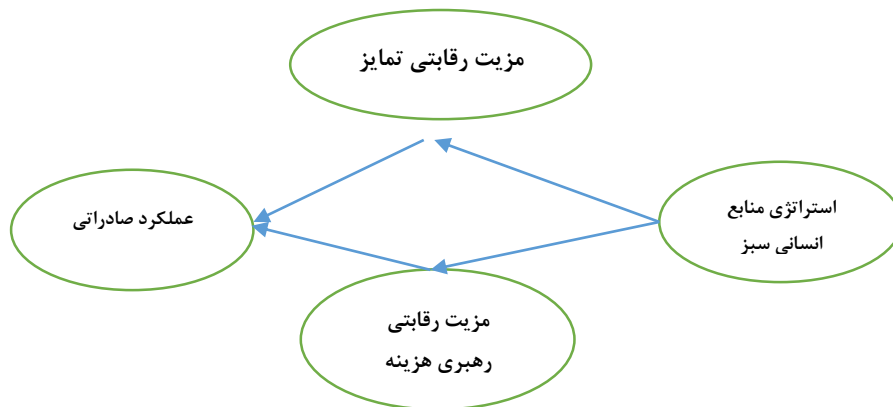 مزیت رقابتی تمایز
استراتژی منابع
انسانی سبز
عملکرد صادراتی
مزیت رقابتی
رهبری هزینه